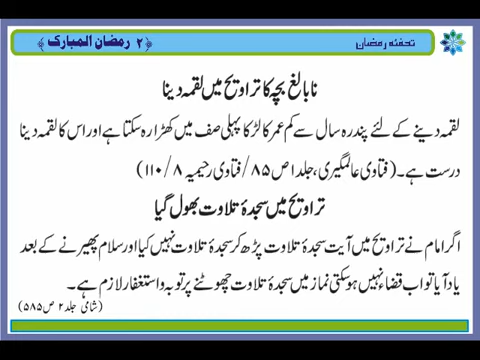 تحفئہ رمضان
﴿ ۲ رمضان المبارک ﴾
نابالغ بچہ کا تراویح میں لقمہ دینا
لقمہ دینے کے لئے پندرہ سال سے کم عمر کا لڑکا پہلی صف میں کھڑا رہ سکتا ہے اور اس کا لقمہ دینا
درست ہے۔ (فتاوی عالمگیری، جلد ۱ ص ۸۵/ فتاوی رحیمیہ ۸/۱۱۰)
تراویح میں سجدۂ تلاوت بھول گیا
اگر امام نے تراویح میں آیت سجدۂ تلاوت پڑھ کر سجدۂ تلاوت نہیں کیا اور سلام پھیرنے کے بعد
یاد آیا تو اب قضاء نہیں ہو سکتی نماز میں سجدۂ تلاوت چھوٹنے پر توبہ و استغفار لازم ہے۔
(شامی جلد ۲ ص ۵۸۵)